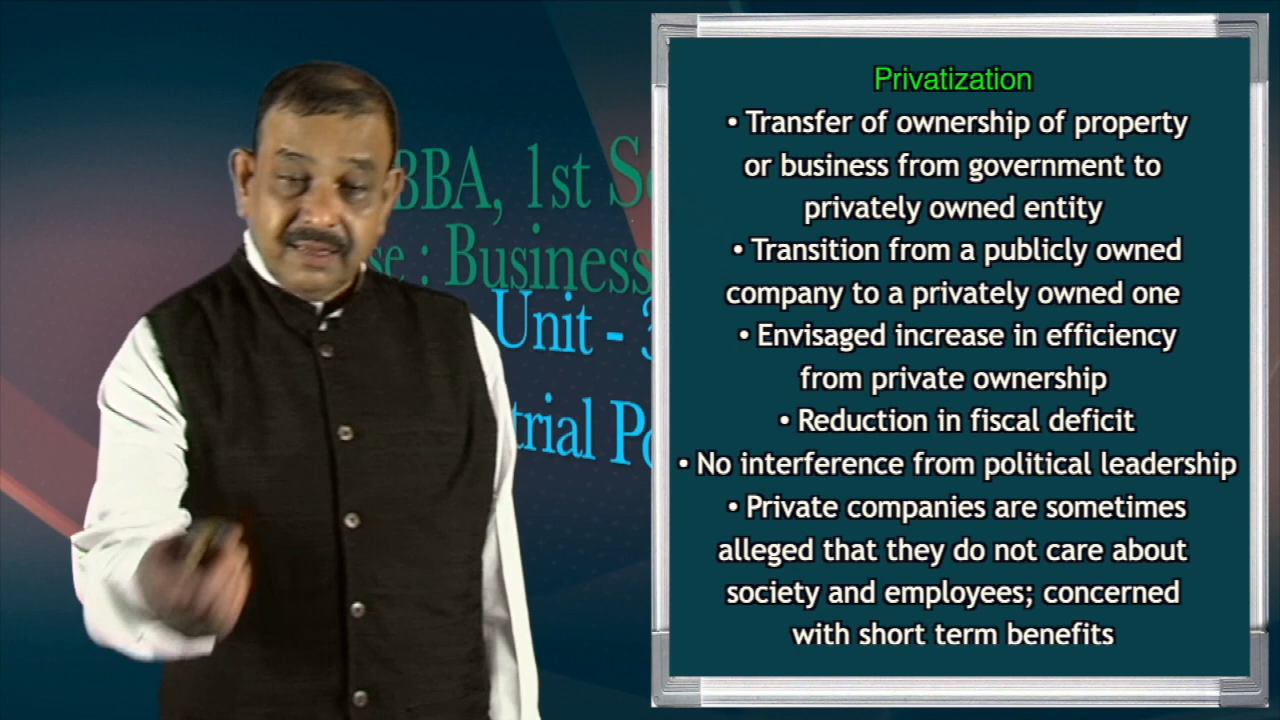 BBA, 1st
: Business
Unit - 3
Privatization
• Transfer of ownership of property
or business from government to
privately owned entity
• Transition from a publicly owned
company to a privately owned one
• Envisaged increase in efficiency
from private ownership
• Reduction in fiscal deficit
• No interference from political leadership
• Private companies are sometimes
alleged that they do not care about
society and employees; concerned
with short term benefits